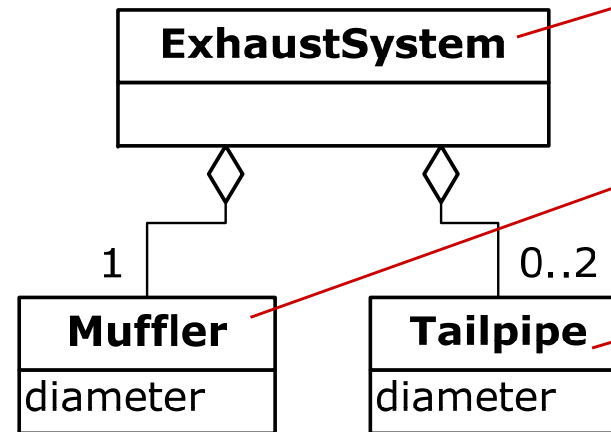 ExhaustSystem
1
0..2
Muffler
Tailpipe
diameter
diameter